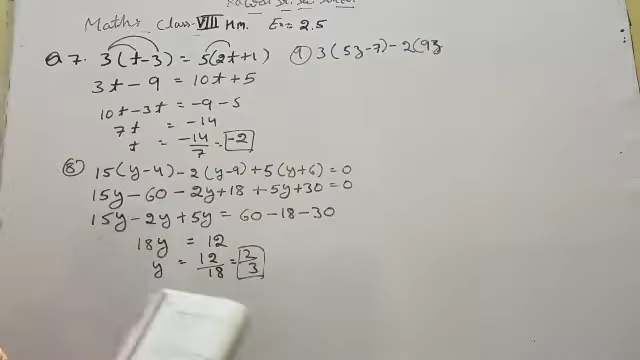 Maths Class-VIII Hm. Ex=2.5
Q 7. 3(t-3) = 5(2t+1)
3t - 9 = 10t+5
10t-3t = -9-5
7t = -14
t = -14/7 = -2
⑧ 15(y-4)-2(y-9)+5(y+6)=0
15y-60-2y+18+5y+30=0
15y-2y+5y = 60-18-30
18y = 12
y = 12/18 = 2/3
⑨ 3(5z-7)-2(9z